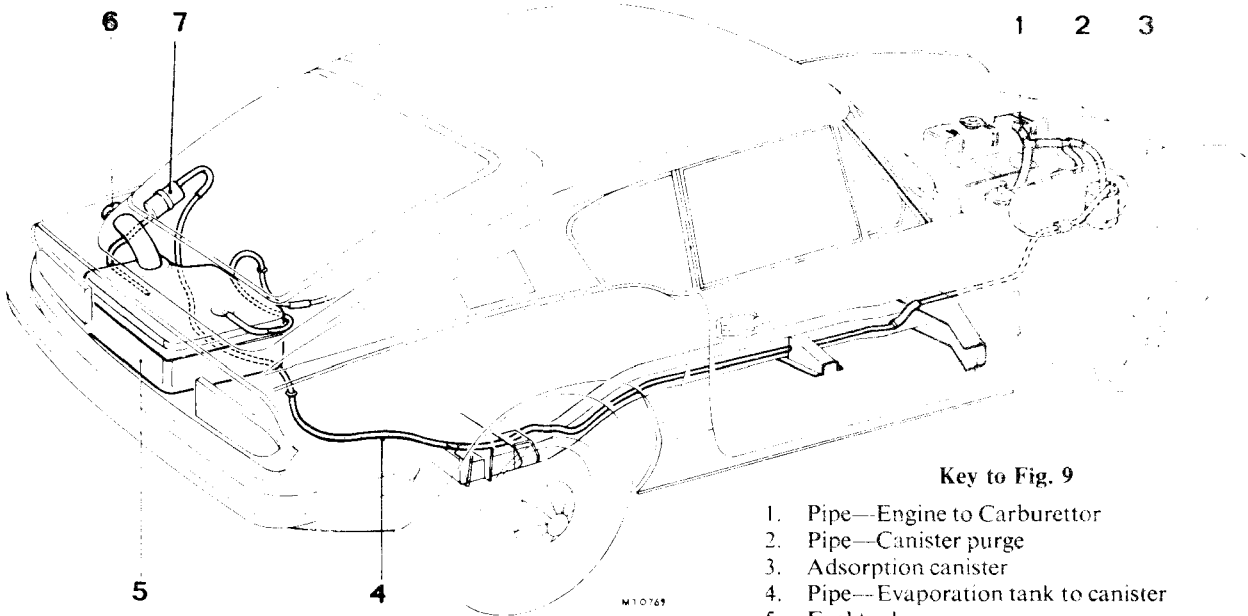 6 7 1 2 3
Key to Fig. 9
1. Pipe—Engine to Carburettor
2. Pipe—Canister purge
3. Adsorption canister
4. Pipe—Evaporation tank to canister
5 4 M10769
5.